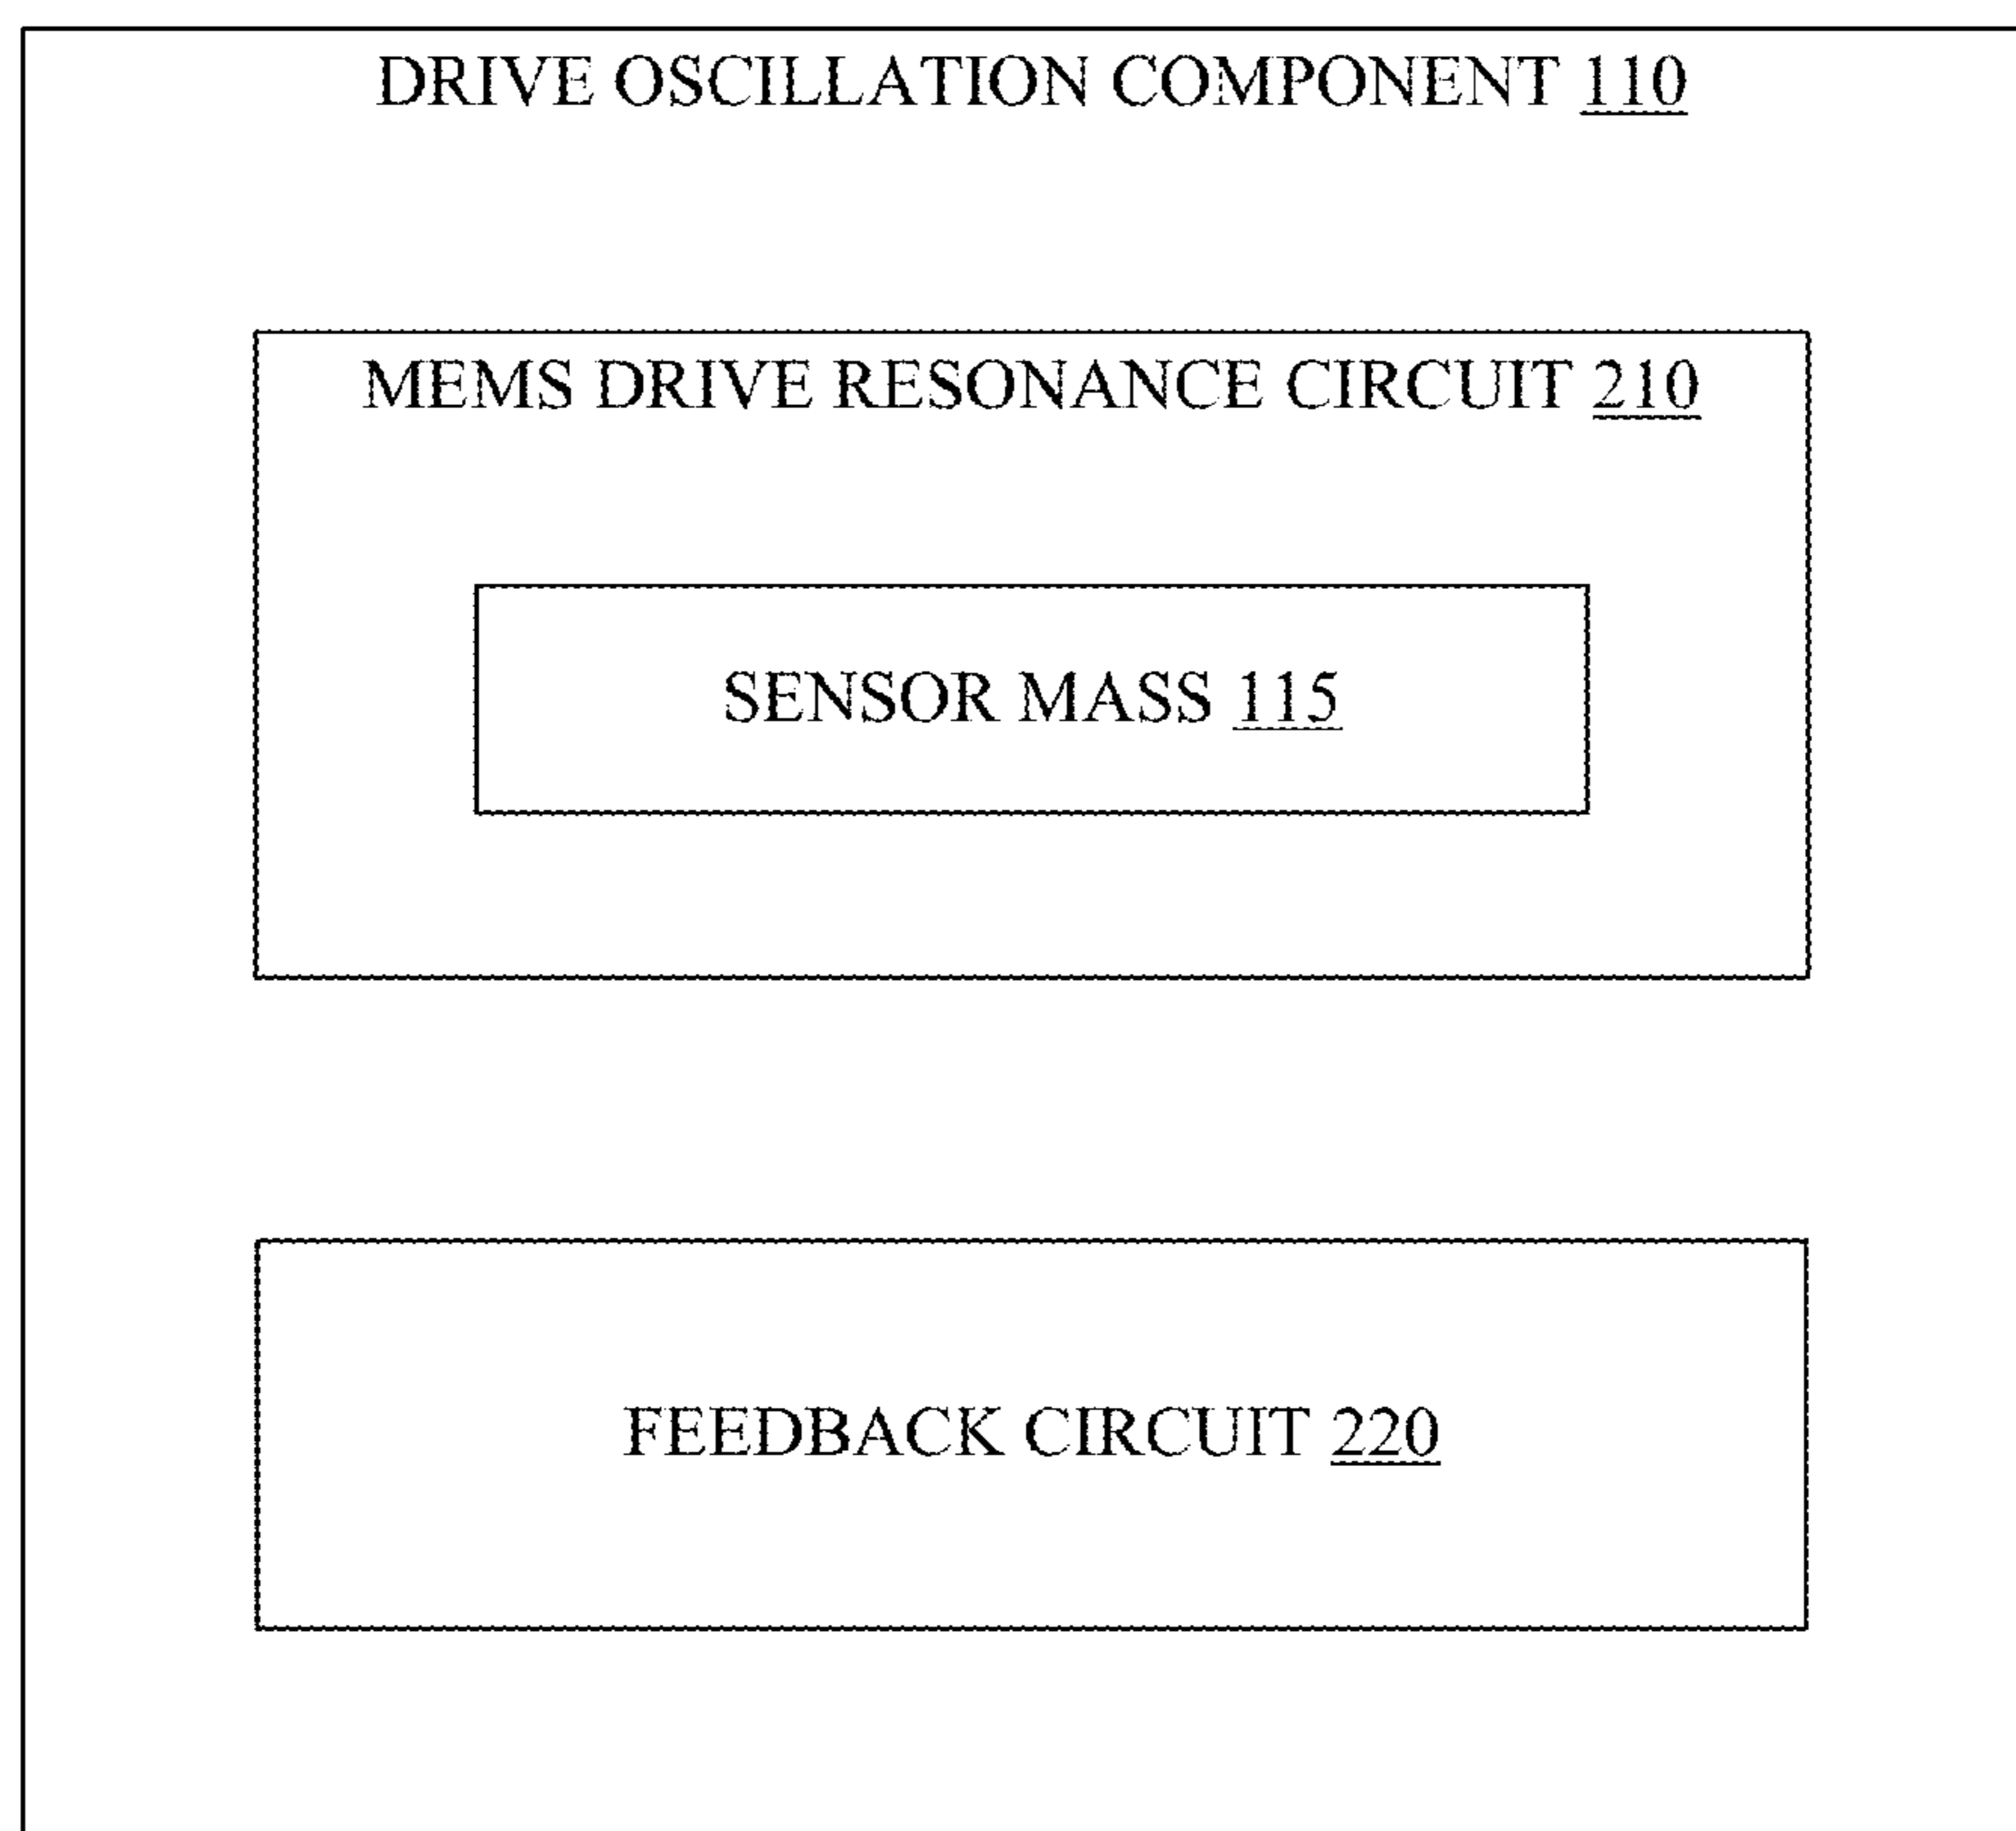 DRIVE OSCILLATION COMPONENT 110
MEMS DRIVE RESONANCE CIRCUIT 210
SENSOR MASS 115
FEEDBACK CIRCUIT 220